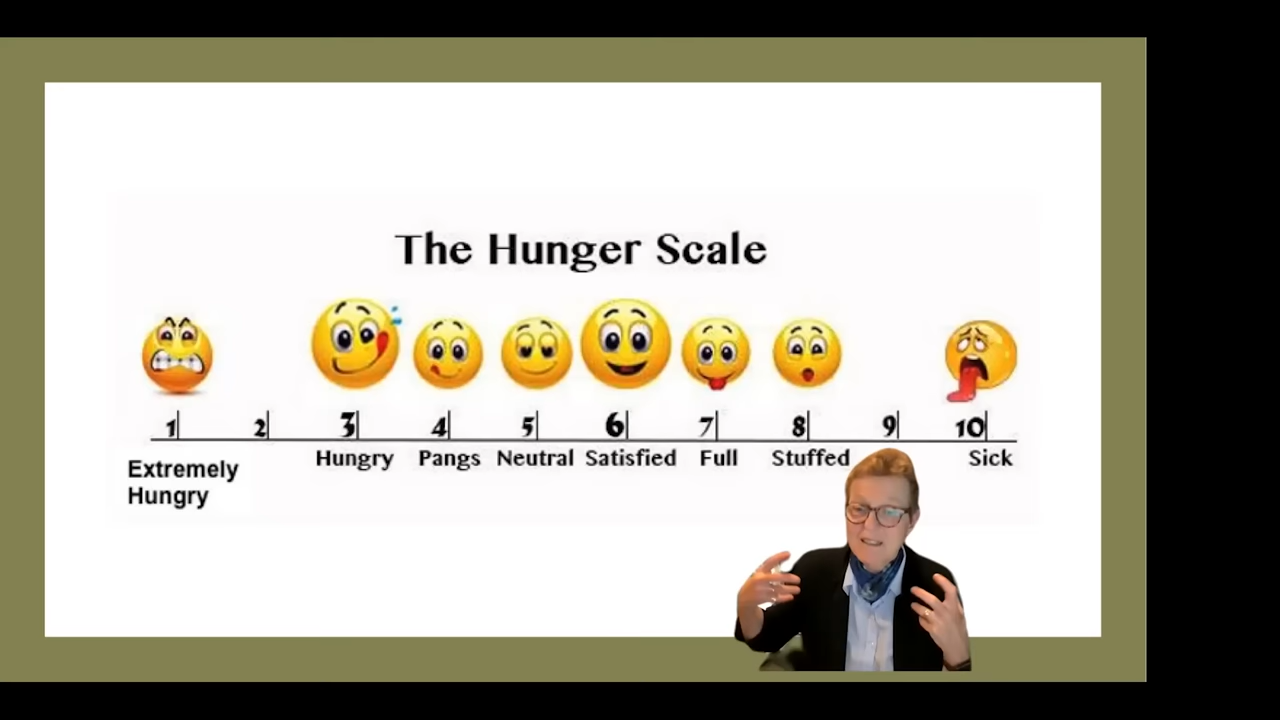 The Hunger Scale
1 2 3 4 5 6 7 8 9 10
Extremely Hungry Pangs Neutral Satisfied Full Stuffed Sick
Hungry